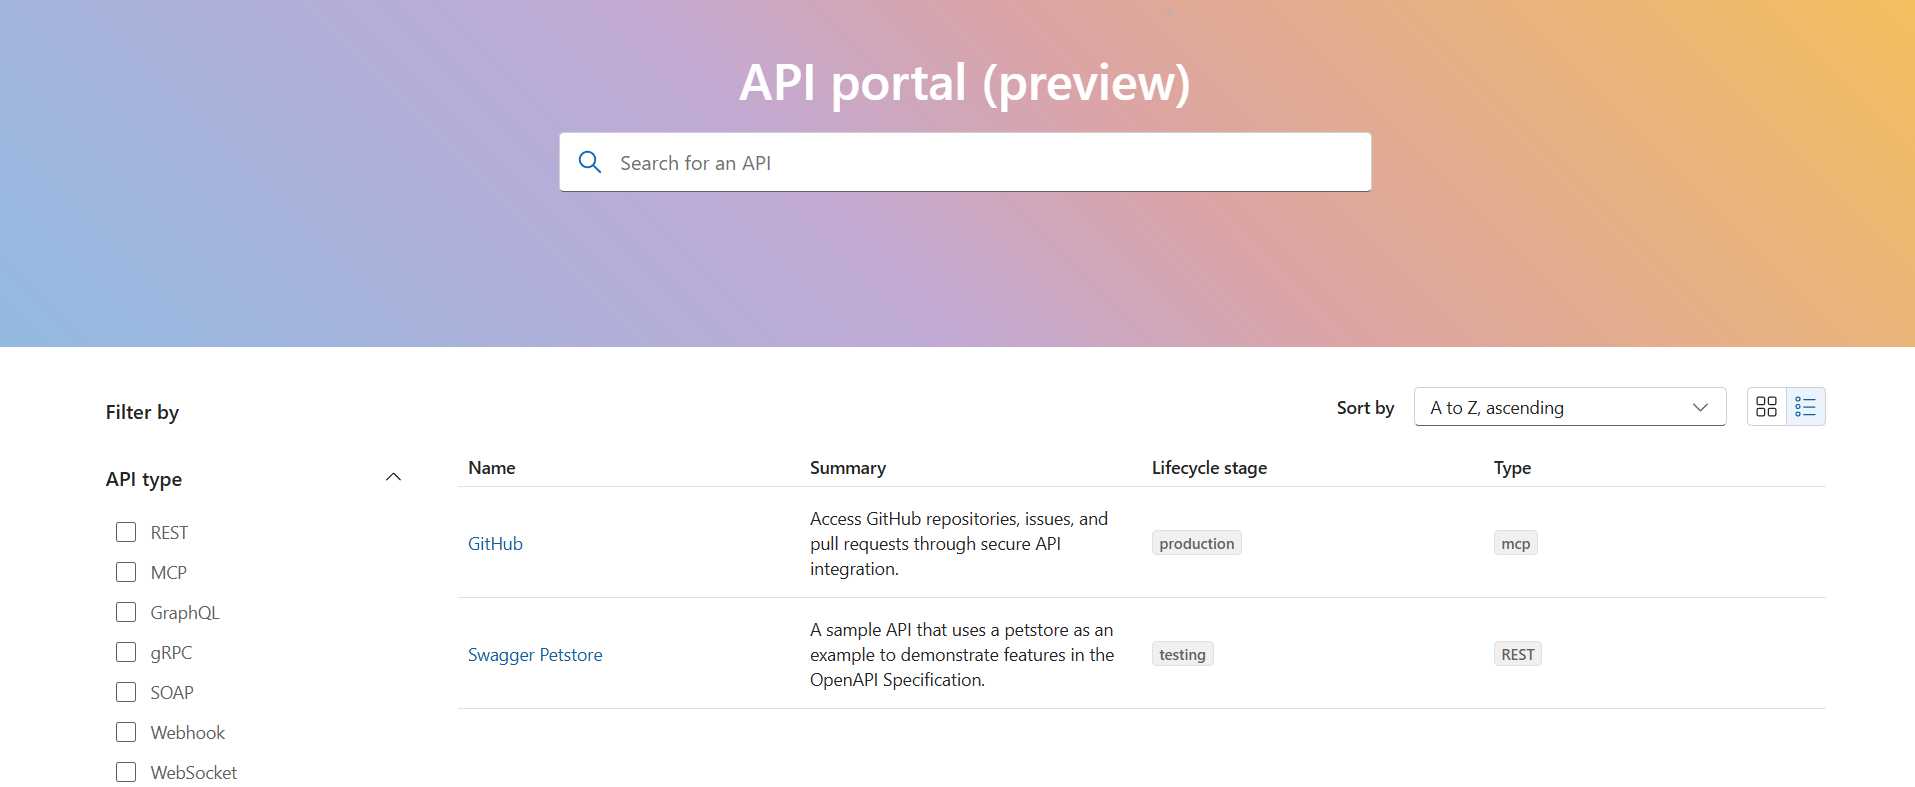 API portal (preview)
Search for an API
Filter by
Sort by
A to Z, ascending
API type
REST
MCP
GraphQL
gRPC
SOAP
Webhook
WebSocket
Name Summary Lifecycle stage Type
GitHub
Access GitHub repositories, issues, and
pull requests through secure API
integration.
production
mcp
Swagger Petstore
A sample API that uses a petstore as an
example to demonstrate features in the
OpenAPI Specification.
testing
REST